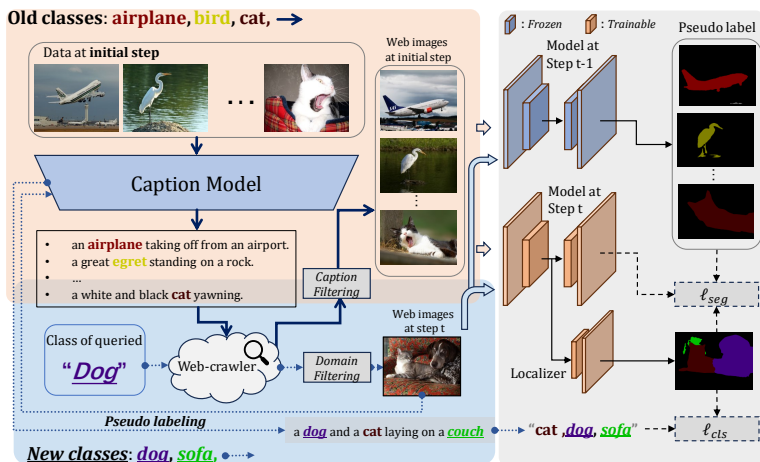 Old classes: airplane, bird, cat,
Data at initial step
Web images
at initial step
Caption Model
• an airplane taking off from an airport.
• a great egret standing on a rock.
• ...
• a white and black cat yawning.
Caption
Filtering
Class of queried
“Dog”
Web-crawler
Domain
Filtering
Web images
at step t
Pseudo labeling
a dog and a cat laying on a couch
New classes: dog, sofa,
: Frozen
: Trainable
Pseudo label
Model at
Step t-1
Model at
Step t
Localizer
ℓseg
“cat ,dog, sofa”
ℓcls